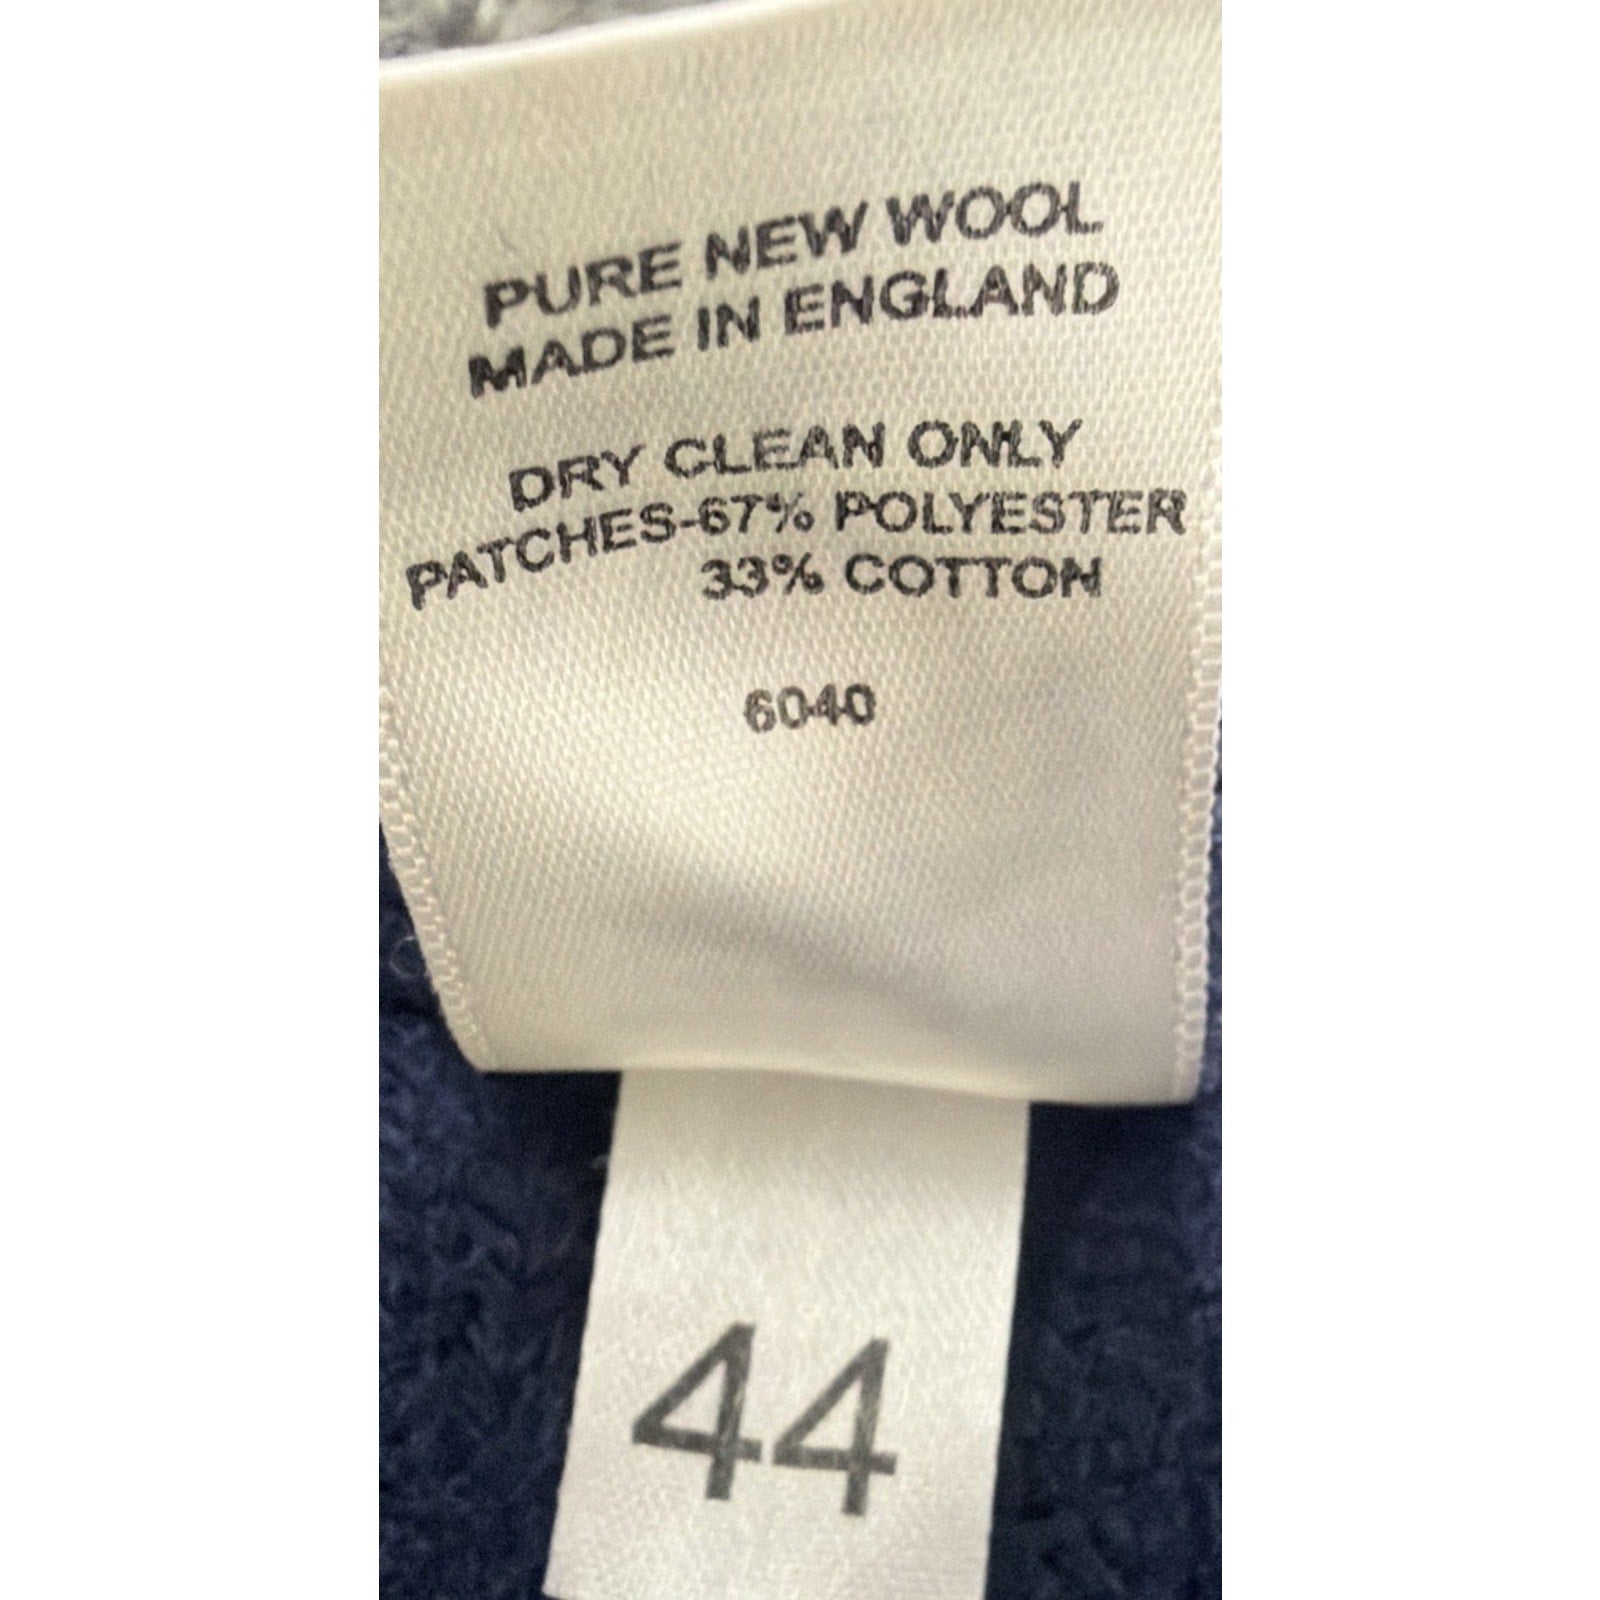 PURE NEW WOOL
MADE IN ENGLAND
DRY CLEAN ONLY
PATCHES-67% POLYESTER
33% COTTON
6040
44